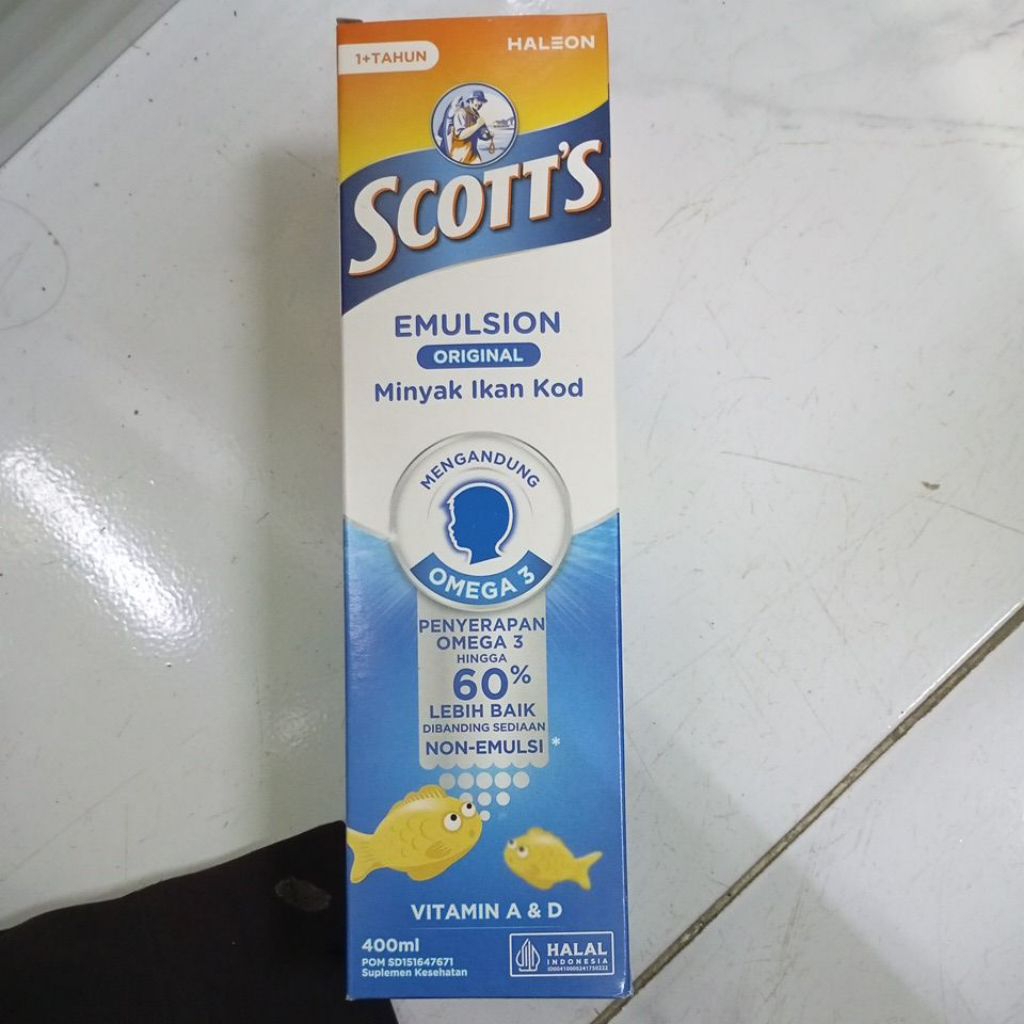 1+TAHUN
HALEON
SCOTT'S
EMULSION
ORIGINAL
Minyak Ikan Kod
MENGANDUNG
OMEGA 3
PENYERAPAN
OMEGA 3
HINGGA
60%
LEBIH BAIK
DIBANDING SEDIAAN
NON-EMULSI*
VITAMIN A & D
400ml
POM SD151647671
Suplemen Kesehatan
HALAL
INDONESIA